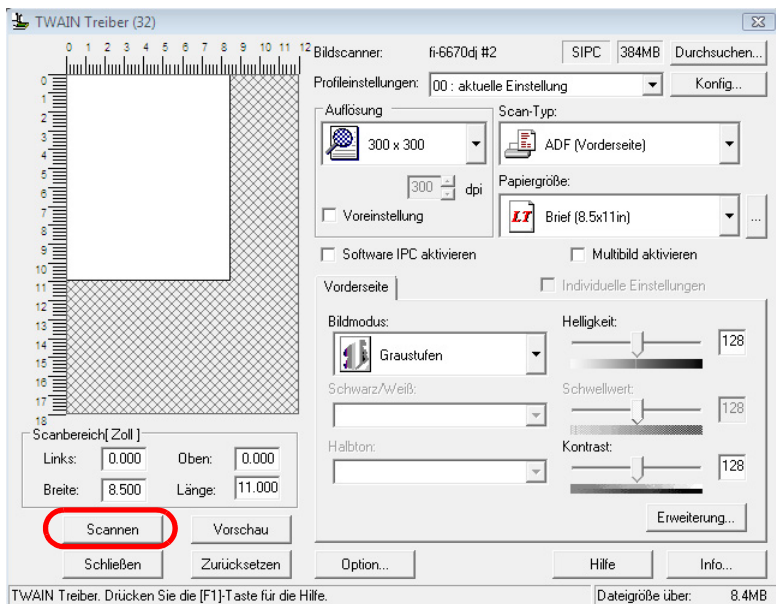 TWAIN Treiber (32)
0 1 2 3 4 5 6 7 8 9 10 11 12
Bildscanner: fi-6670dj #2 SIPC 384MB Durchsuchen...
Profileinstellungen: 00 : aktuelle Einstellung Konfig...
0
1
2
3
4
5
6
7
8
9
10
11
12
13
14
15
16
17
18
Auflösung
300 x 300
300 dpi
Voreinstellung
Scan-Typ:
ADF (Vorderseite)
Papiergröße:
LT Brief (8.5x11in) ...
Software IPC aktivieren Multibild aktivieren
Vorderseite Individuelle Einstellungen
Bildmodus:
Graustufen
Schwarz/Weiß:
Halbton:
Helligkeit:
128
Schwellwert:
128
Kontrast:
128
Erweiterung...
Scanbereich[ Zoll ]
Links: 0.000 Oben: 0.000
Breite: 8.500 Länge: 11.000
Scannen Vorschau
Schließen Zurücksetzen Option... Hilfe Info...
TWAIN Treiber. Drücken Sie die [F1]-Taste für die Hilfe. Dateigröße über: 8.4MB